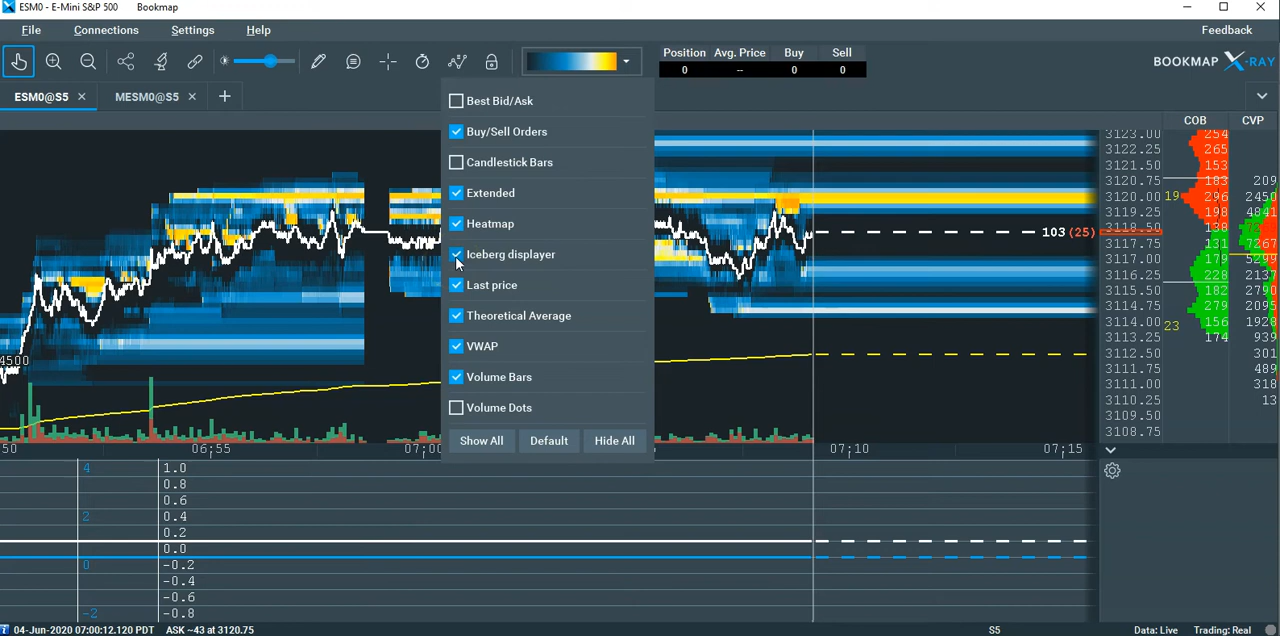 ESM0 - E-Mini S&P 500 Bookmap
File Connections Settings Help Feedback
Position Avg. Price Buy Sell
0 -- 0 0
BOOKMAP X-RAY
ESM0@S5 MESM0@S5
Best Bid/Ask
Buy/Sell Orders
Candlestick Bars
Extended
Heatmap
Iceberg displayer
Last price
Theoretical Average
VWAP
Volume Bars
Volume Dots
Show All Default Hide All
COB CVP
3123.00 254
3122.25 265
3121.50 153
3120.75 183 209
3120.00 19 296 2450
3119.25 198 4841
138
103 (25)
3117.75 131 7267
3117.00 179 5299
3116.25 228 2137
3115.50 182 2790
3114.75 279 2095
3114.00 23 156 1928
3113.25 174 939
3112.50 301
3111.75 489
3111.00 318
3110.25 13
3109.50
3108.75
4500
50 06:55 07:0 07:10 07:15
4 1.0
0.8
0.6
2 0.4
0.2
0.0
0 -0.2
-0.4
-0.6
-2 -0.8
04-Jun-2020 07:00:12.120 PDT ASK ~43 at 3120.75 S5 Data: Live Trading: Real